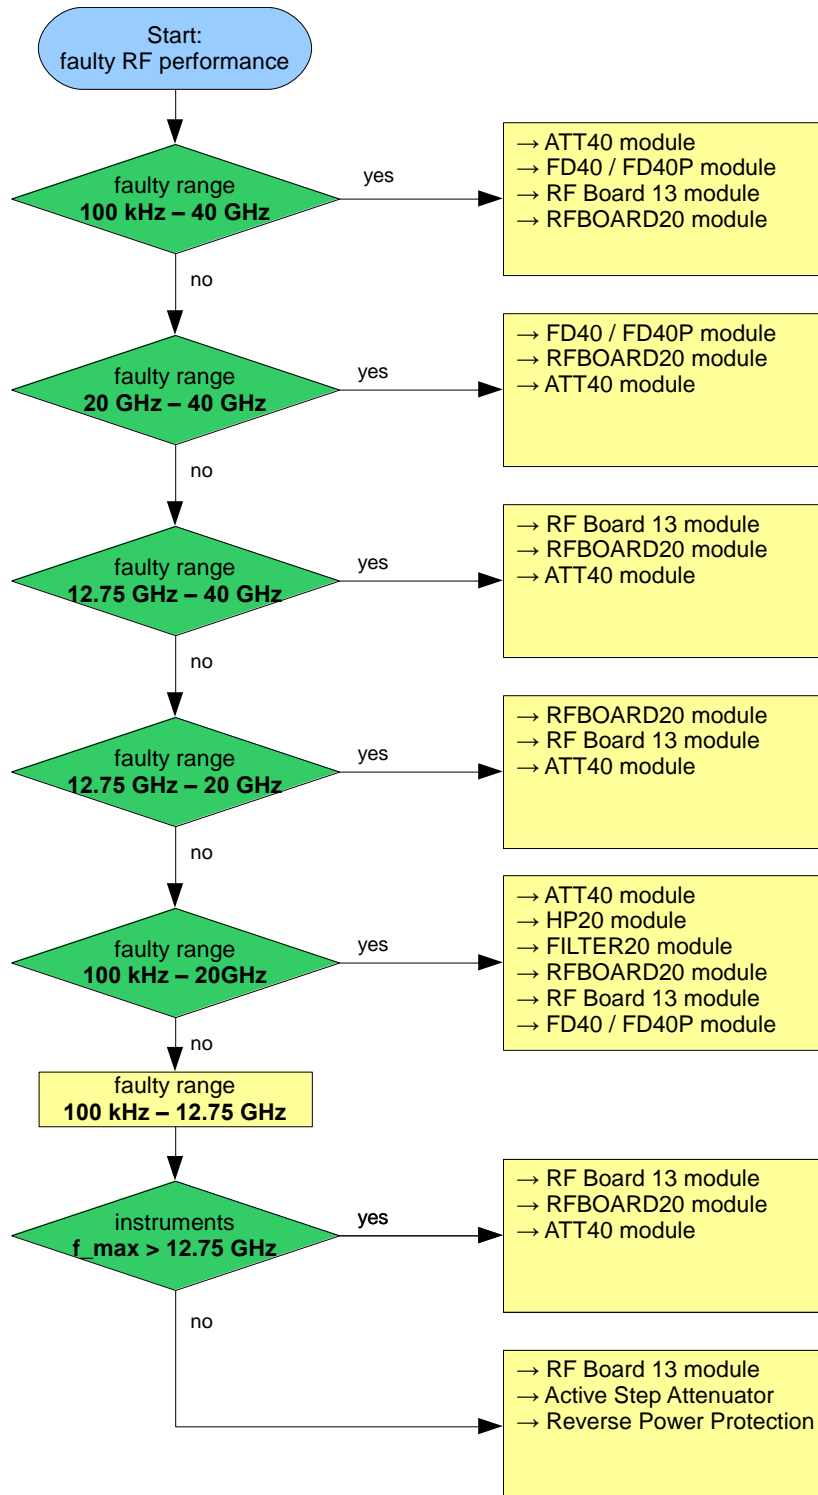 Start:
faulty RF performance
faulty range
100 kHz – 40 GHz
yes
→ ATT40 module
→ FD40 / FD40P module
→ RF Board 13 module
→ RFBOARD20 module
no
faulty range
20 GHz – 40 GHz
yes
→ FD40 / FD40P module
→ RFBOARD20 module
→ ATT40 module
no
faulty range
12.75 GHz – 40 GHz
yes
→ RF Board 13 module
→ RFBOARD20 module
→ ATT40 module
no
faulty range
12.75 GHz – 20 GHz
yes
→ RFBOARD20 module
→ RF Board 13 module
→ ATT40 module
no
faulty range
100 kHz – 20GHz
yes
→ ATT40 module
→ HP20 module
→ FILTER20 module
→ RFBOARD20 module
→ RF Board 13 module
→ FD40 / FD40P module
no
faulty range
100 kHz – 12.75 GHz
instruments
f_max > 12.75 GHz
yes
→ RF Board 13 module
→ RFBOARD20 module
→ ATT40 module
no
→ RF Board 13 module
→ Active Step Attenuator
→ Reverse Power Protection